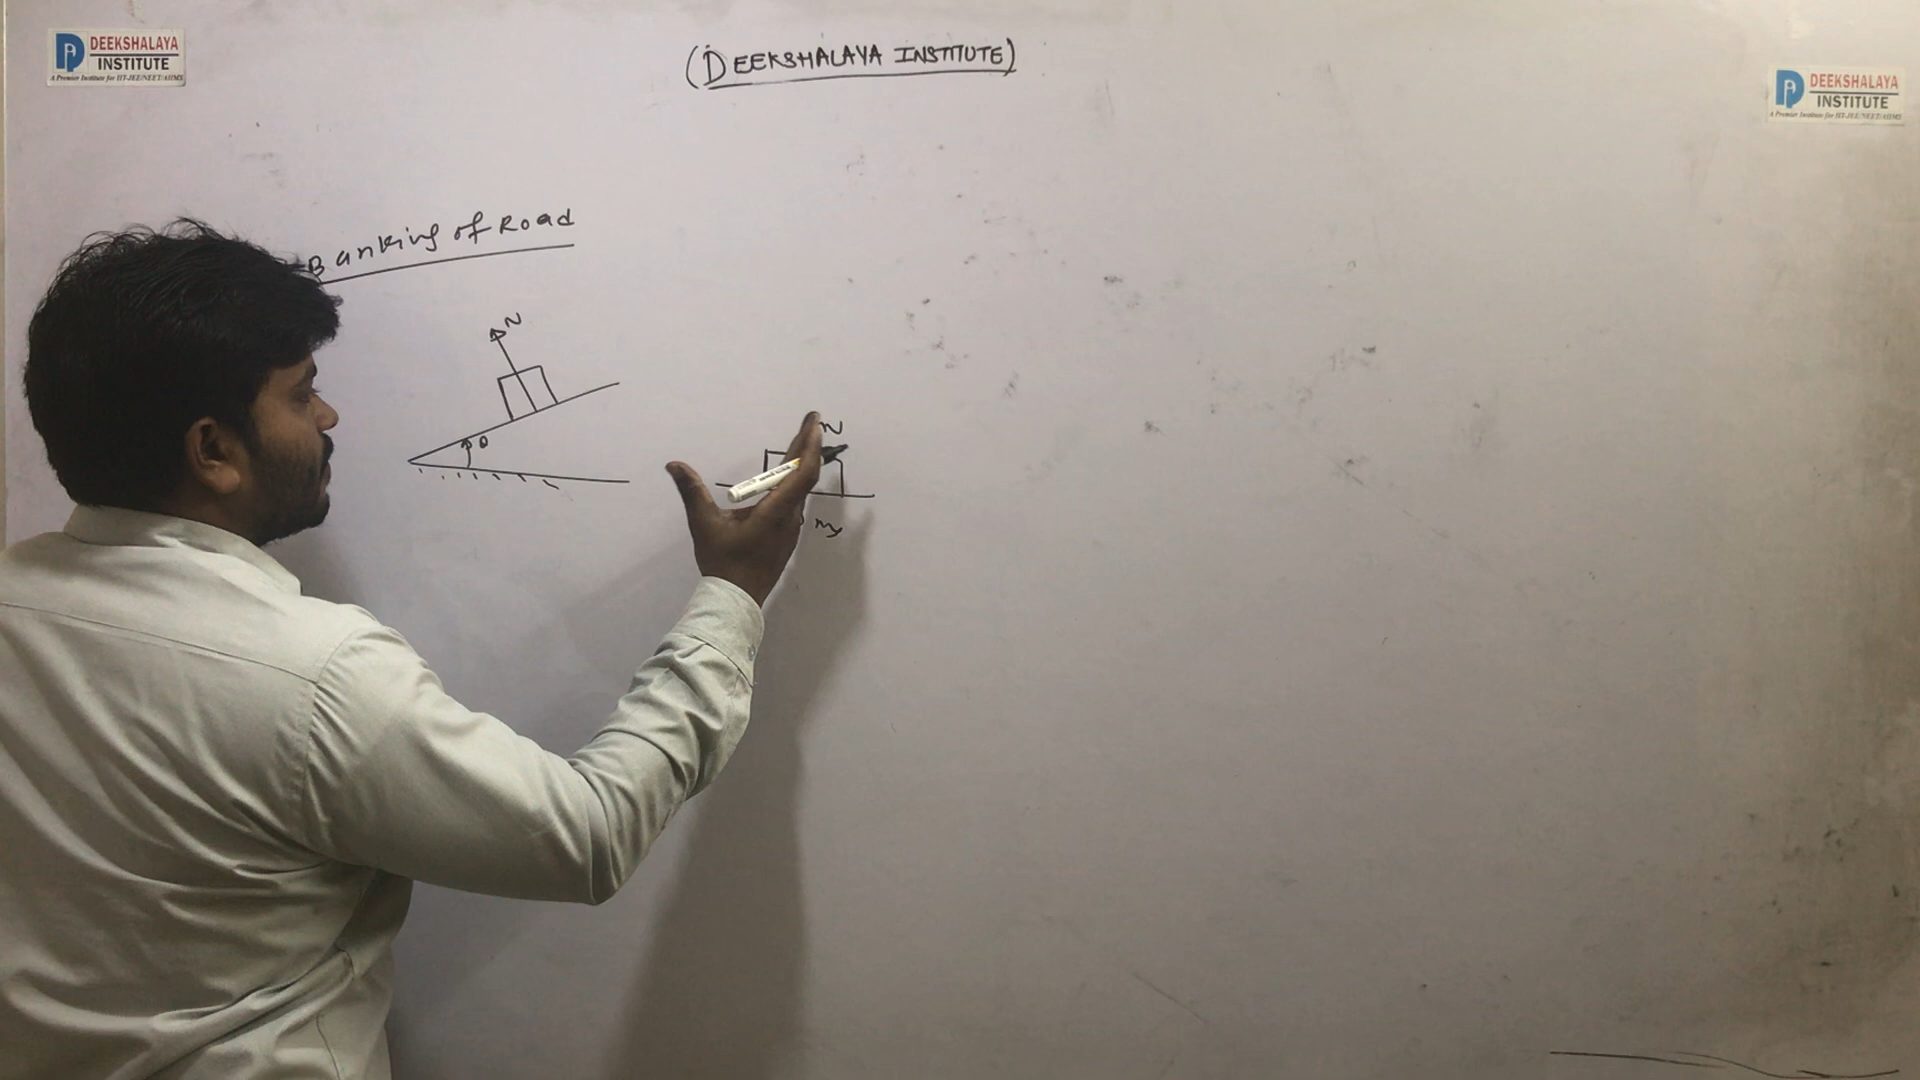 DEEKSHALAYA
INSTITUTE
A Premier Institute for IIT-JEE/NEET/AIIMS
(DEEKSHALAYA INSTITUTE)
DEEKSHALAYA
INSTITUTE
A Premier Institute for IIT-JEE/NEET/AIIMS
Banking of Road
N
θ
N
mg